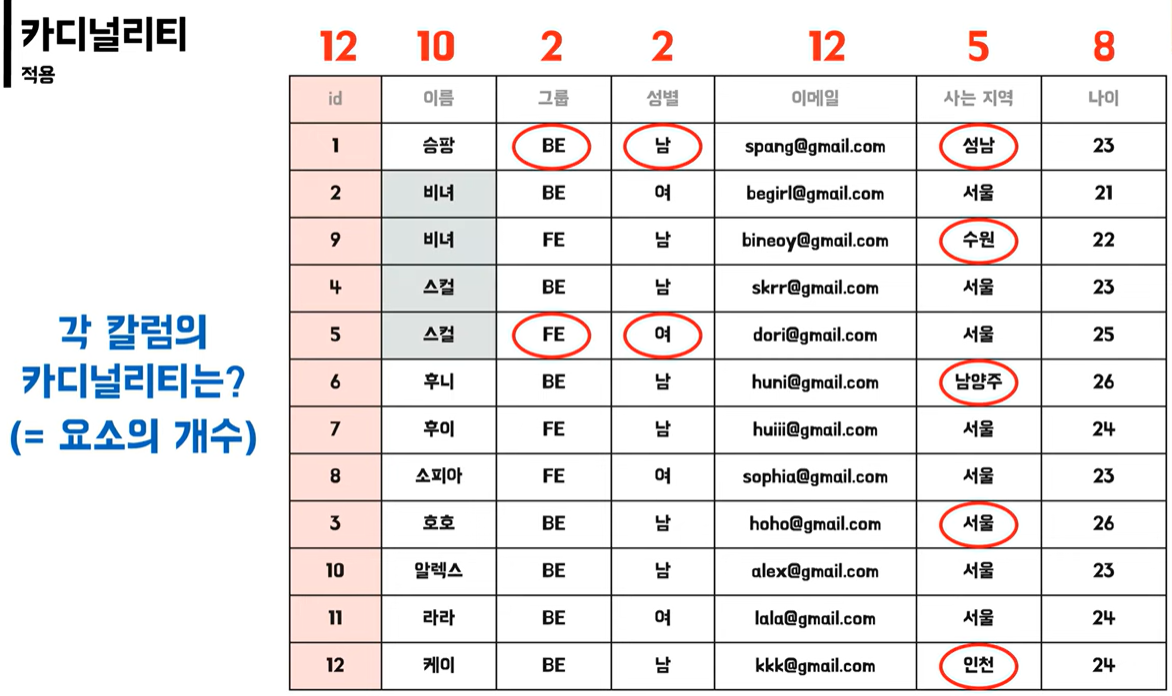 카디널리티
적용
12 10 2 2 12 5 8
id 이름 그룹 성별 이메일 사는 지역 나이
1 승팡 BE 남 spang@gmail.com 성남 23
2 비녀 BE 여 begirl@gmail.com 서울 21
9 비녀 FE 남 bineoy@gmail.com 수원 22
4 스컬 BE 남 skrr@gmail.com 서울 23
5 스컬 FE 여 dori@gmail.com 서울 25
6 후니 BE 남 huni@gmail.com 남양주 26
7 후이 FE 남 huiii@gmail.com 서울 24
8 소피아 FE 여 sophia@gmail.com 서울 23
3 호호 BE 남 hoho@gmail.com 서울 26
10 알렉스 BE 남 alex@gmail.com 서울 23
11 라라 BE 여 lala@gmail.com 서울 24
12 케이 BE 남 kkk@gmail.com 인천 24
각 칼럼의
카디널리티는?
(= 요소의 개수)